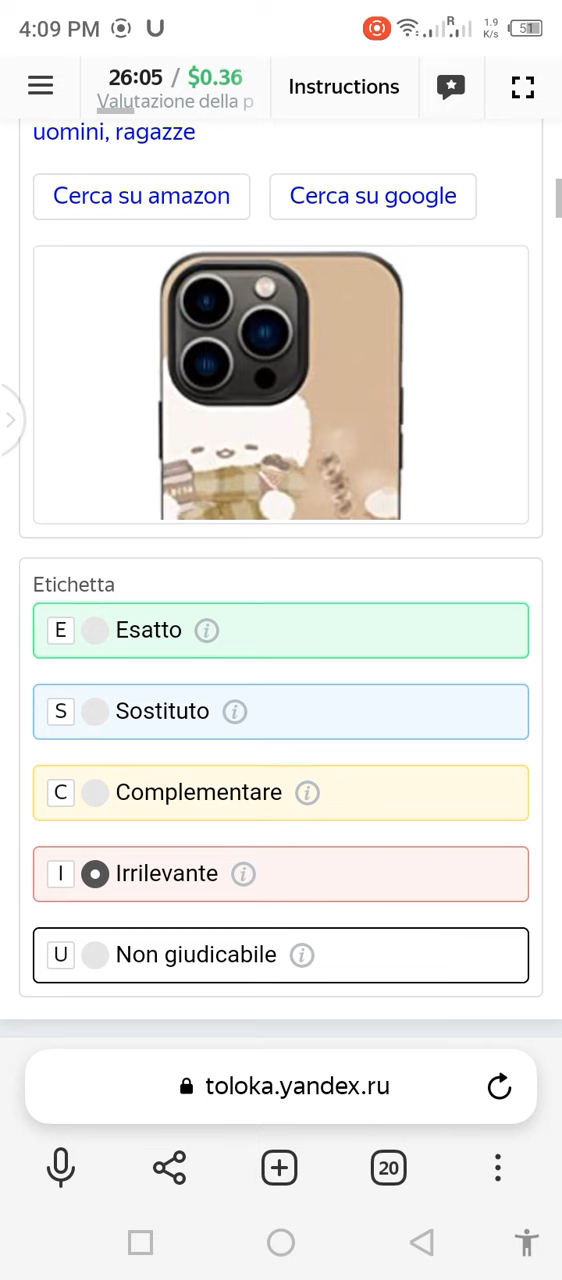 4:09 PM
R
1.9
K/s
51
26:05 / $0.36
Instructions
Valutazione della p
uomini, ragazze
Cerca su amazon
Cerca su google
Etichetta
E Esatto i
S Sostituto i
C Complementare i
I Irrilevante i
U Non giudicabile i
toloka.yandex.ru
20